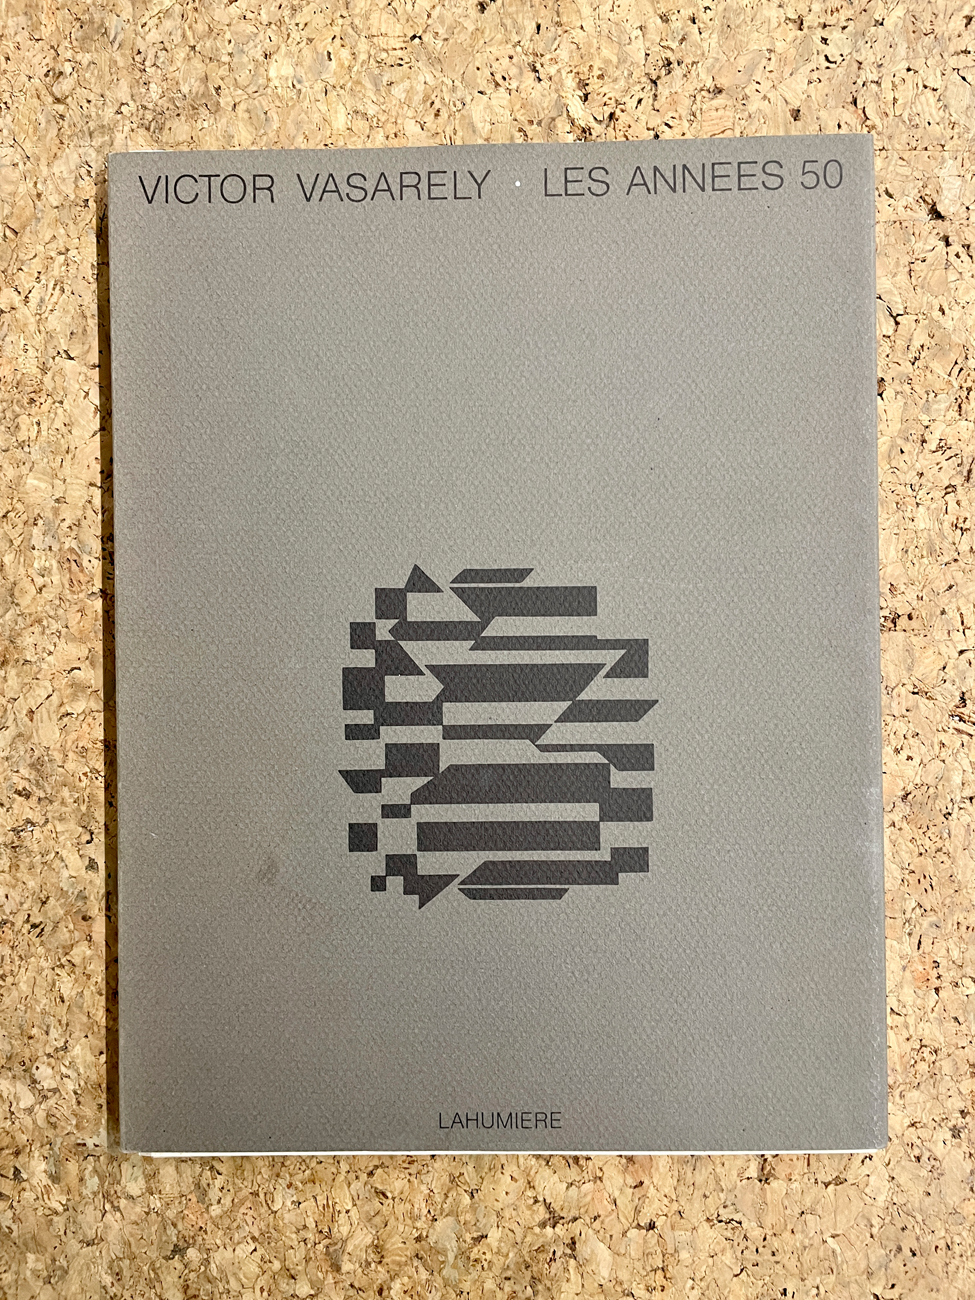 VICTOR VASARELY · LES ANNEES 50
LAHUMIERE